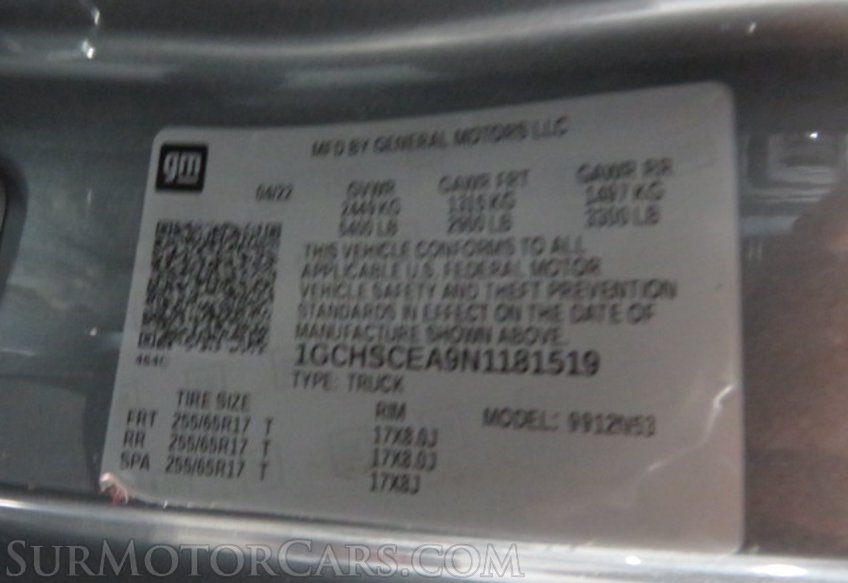 gm
MFD BY GENERAL MOTORS LLC
04/22
GVWR GAWR FRT GAWR RR
2449 KG 1315 KG 1497 KG
5400 LB 2900 LB 3300 LB
THIS VEHICLE CONFORMS TO ALL
APPLICABLE U.S. FEDERAL MOTOR
VEHICLE SAFETY AND THEFT PREVENTION
STANDARDS IN EFFECT ON THE DATE OF
MANUFACTURE SHOWN ABOVE.
1GCHSCEA9N1181519
TYPE: TRUCK
MODEL:
TIRE SIZE RIM
FRT 255/65R17 T 17X8.0J
RR 255/65R17 T 17X8.0J
SPA 255/65R17 T 17X8J
SURMOTORCARS.COM